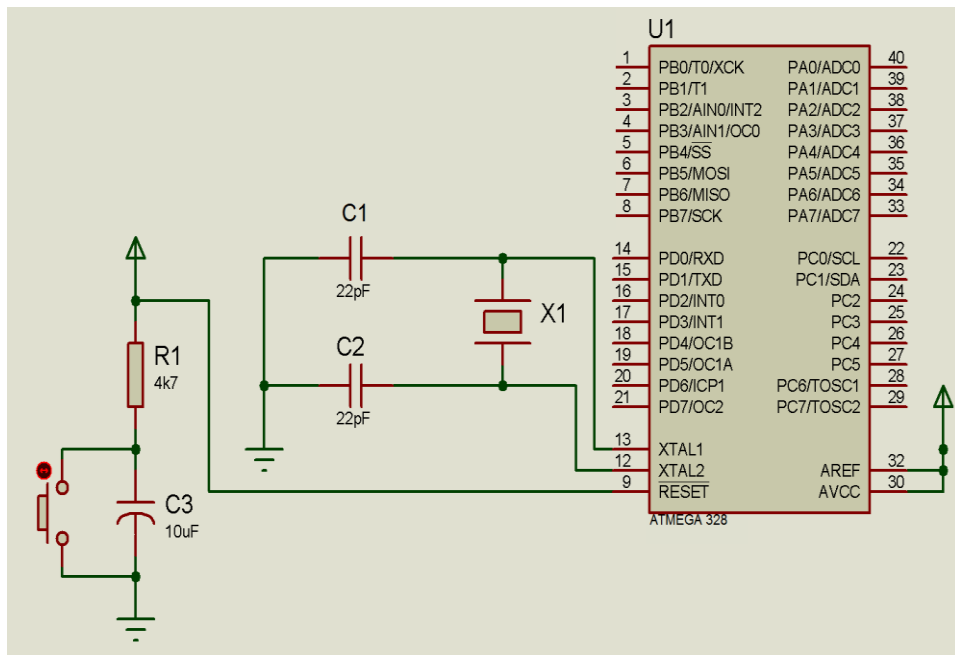 U1
1 PB0/T0/XCK PA0/ADC0 40
2 PB1/T1 PA1/ADC1 39
3 PB2/AIN0/INT2 PA2/ADC2 38
4 PB3/AIN1/OC0 PA3/ADC3 37
5 PB4/SS PA4/ADC4 36
6 PB5/MOSI PA5/ADC5 35
7 PB6/MISO PA6/ADC6 34
8 PB7/SCK PA7/ADC7 33
14 PD0/RXD PC0/SCL 22
15 PD1/TXD PC1/SDA 23
16 PD2/INT0 PC2 24
17 PD3/INT1 PC3 25
18 PD4/OC1B PC4 26
19 PD5/OC1A PC5 27
20 PD6/ICP1 PC6/TOSC1 28
21 PD7/OC2 PC7/TOSC2 29
13 XTAL1
12 XTAL2 AREF 32
9 RESET AVCC 30
ATMEGA 328
C1
22pF
X1
C2
22pF
R1
4k7
C3
10uF